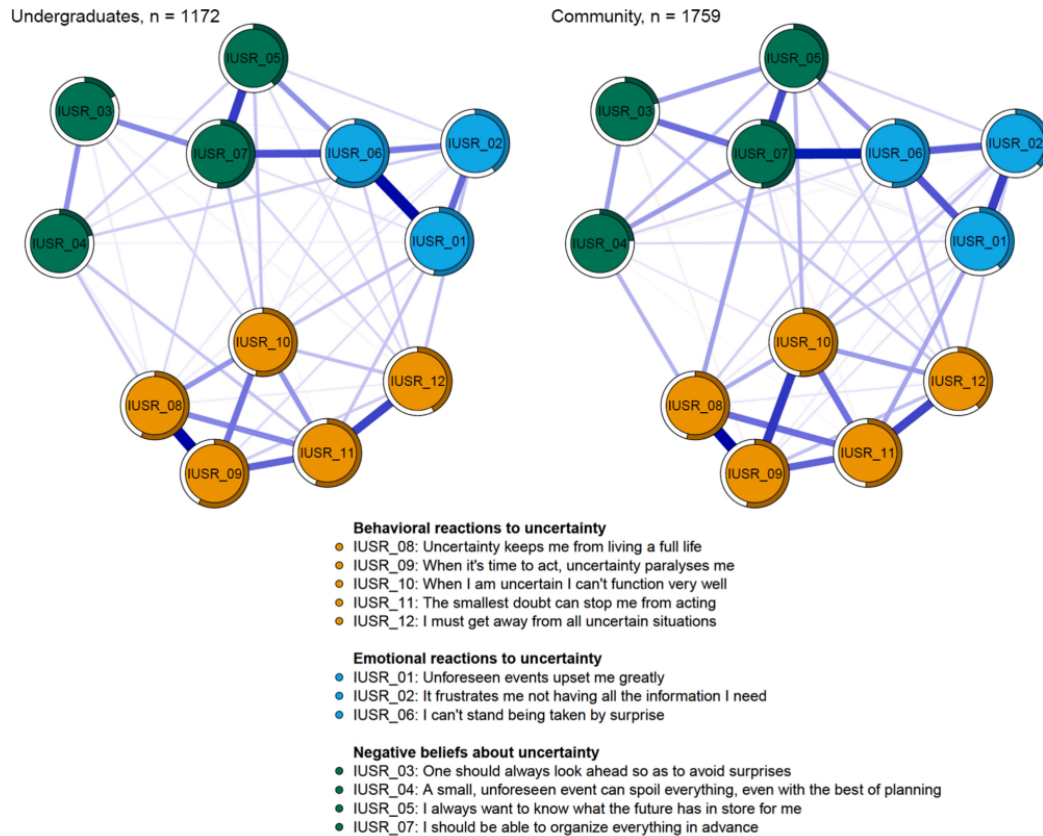 Undergraduates, n = 1172
Community, n = 1759
IUSR_05
IUSR_03
IUSR_07
IUSR_06
IUSR_02
IUSR_04
IUSR_01
IUSR_10
IUSR_12
IUSR_08
IUSR_11
IUSR_09
IUSR_05
IUSR_03
IUSR_07
IUSR_06
IUSR_02
IUSR_04
IUSR_01
IUSR_10
IUSR_12
IUSR_08
IUSR_11
IUSR_09
Behavioral reactions to uncertainty
IUSR_08: Uncertainty keeps me from living a full life
IUSR_09: When it's time to act, uncertainty paralyses me
IUSR_10: When I am uncertain I can't function very well
IUSR_11: The smallest doubt can stop me from acting
IUSR_12: I must get away from all uncertain situations
Emotional reactions to uncertainty
IUSR_01: Unforeseen events upset me greatly
IUSR_02: It frustrates me not having all the information I need
IUSR_06: I can't stand being taken by surprise
Negative beliefs about uncertainty
IUSR_03: One should always look ahead so as to avoid surprises
IUSR_04: A small, unforeseen event can spoil everything, even with the best of planning
IUSR_05: I always want to know what the future has in store for me
IUSR_07: I should be able to organize everything in advance